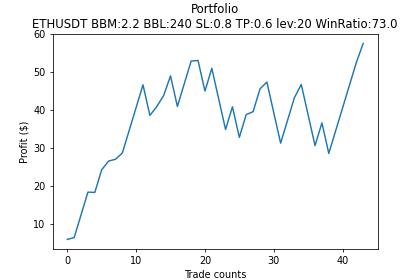 Portfolio
ETHUSDT BBM:2.2 BBL:240 SL:0.8 TP:0.6 lev:20 WinRatio:73.0
60
50
40
30
20
10
Profit ($)
0
10
20
30
40
Trade counts